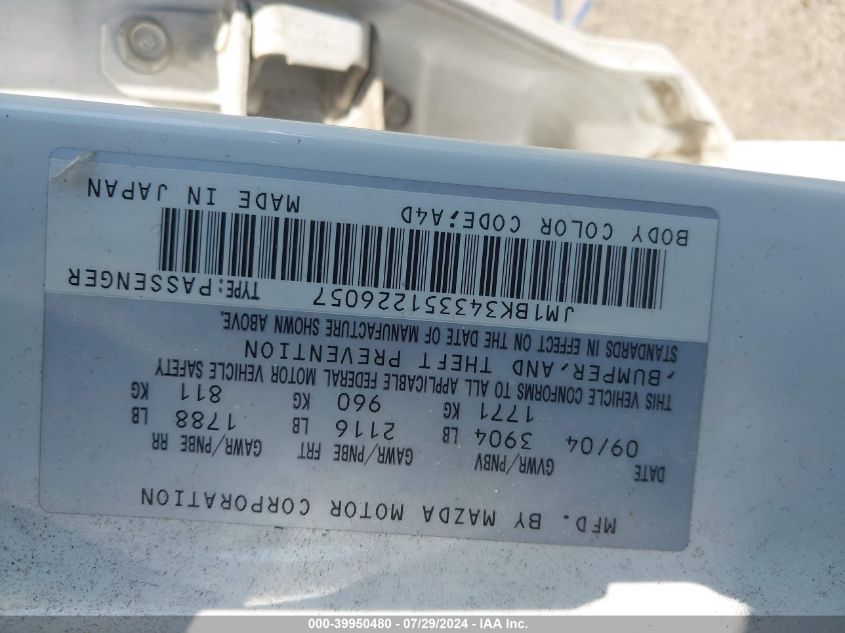 MFD. BY MAZDA MOTOR CORPORATION
DATE GVWR/PNBV GAWR/PNBE FRT GAWR/PNBE RR
09/04 3904 LB 2116 LB 1788 LB
1771 KG 960 KG 811 KG
THIS VEHICLE CONFORMS TO ALL APPLICABLE FEDERAL MOTOR VEHICLE SAFETY
,BUMPER,AND THEFT PREVENTION
STANDARDS IN EFFECT ON THE DATE OF MANUFACTURE SHOWN ABOVE.
JM1BK343351226057 TYPE:PASSENGER
BODY COLOR CODE:A4D MADE IN JAPAN
000-39950480 - 07/29/2024 - IAA Inc.